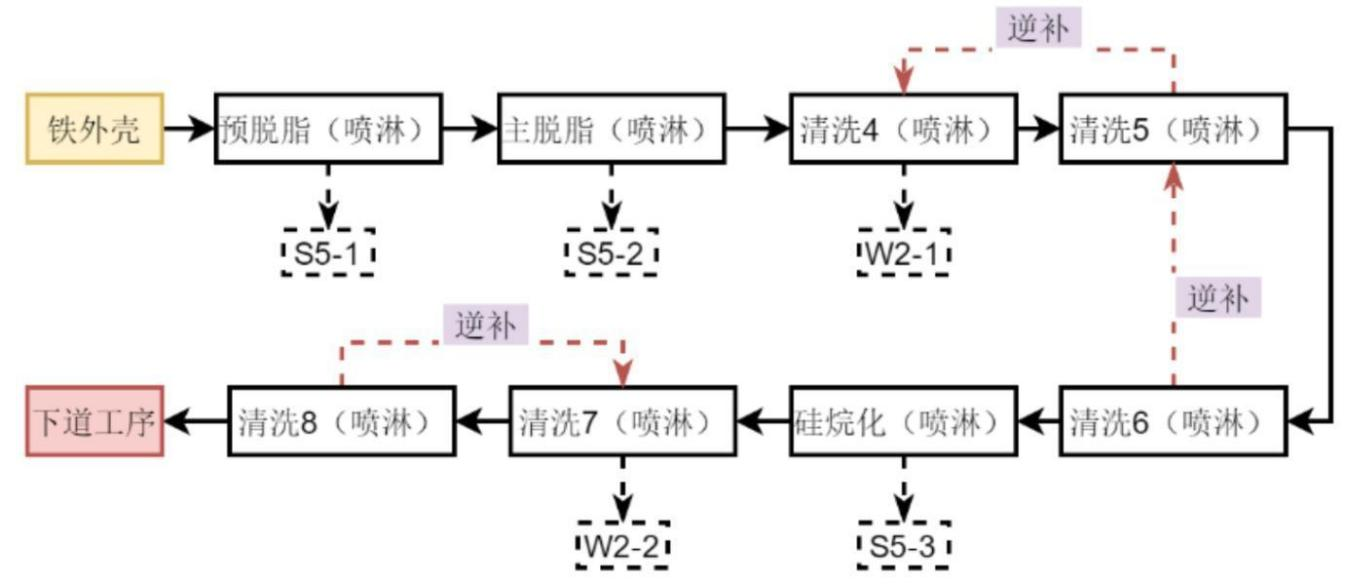 逆补
铁外壳
预脱脂（喷淋）
主脱脂（喷淋）
清洗4（喷淋）
清洗5（喷淋）
S5-1
S5-2
W2-1
逆补
逆补
下道工序
清洗8（喷淋）
清洗7（喷淋）
硅烷化（喷淋）
清洗6（喷淋）
W2-2
S5-3